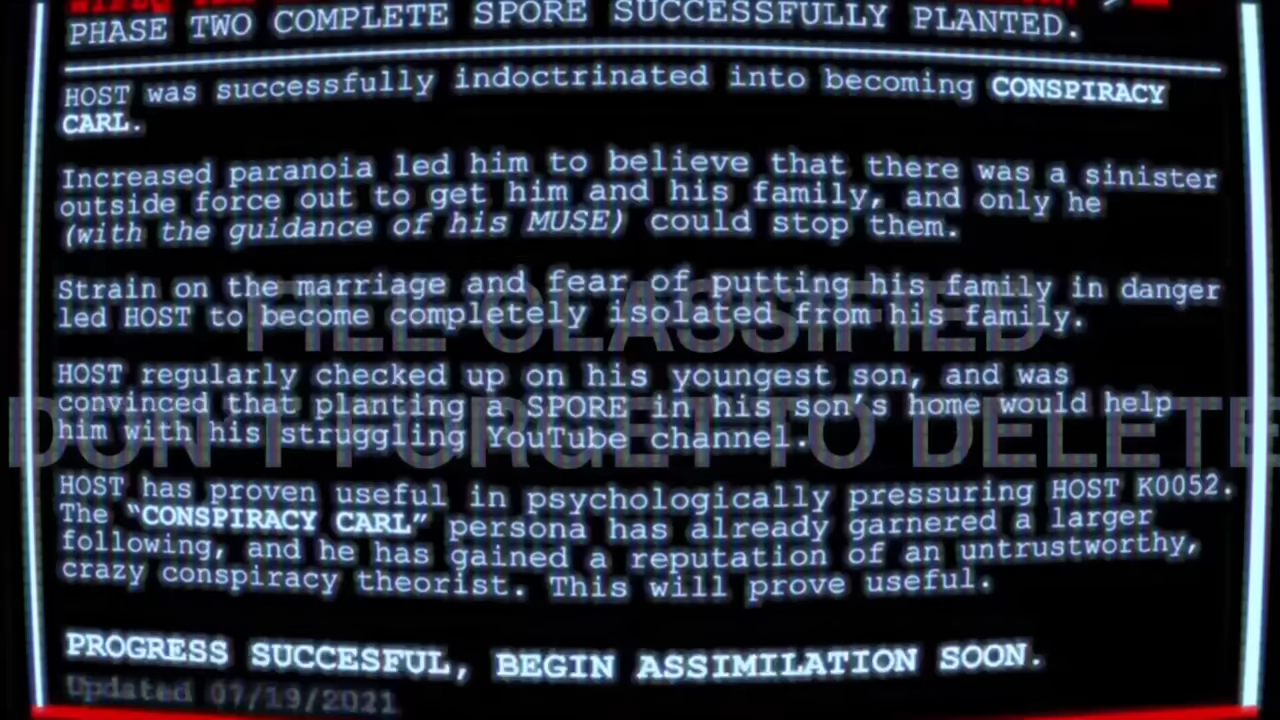 PHASE TWO COMPLETE SPORE SUCCESSFULLY PLANTED.
HOST was successfully indoctrinated into becoming CONSPIRACY
CARL.
Increased paranoia led him to believe that there was a sinister
outside force out to get him and his family, and only he
(with the guidance of his MUSE) could stop them.
Strain on the marriage and fear of putting his family in danger
led HOST to become completely isolated from his family.
FILE CLASSIFIED
HOST regularly checked up on his youngest son, and was
convinced that planting a SPORE in his son's home would help
him with his struggling YouTube channel.
DON'T FORGET TO DELETE
HOST has proven useful in psychologically pressuring HOST K0052.
The “CONSPIRACY CARL” persona has already garnered a larger
following, and he has gained a reputation of an untrustworthy,
crazy conspiracy theorist. This will prove useful.
PROGRESS SUCCESFUL, BEGIN ASSIMILATION SOON.
Updated 07/19/2021